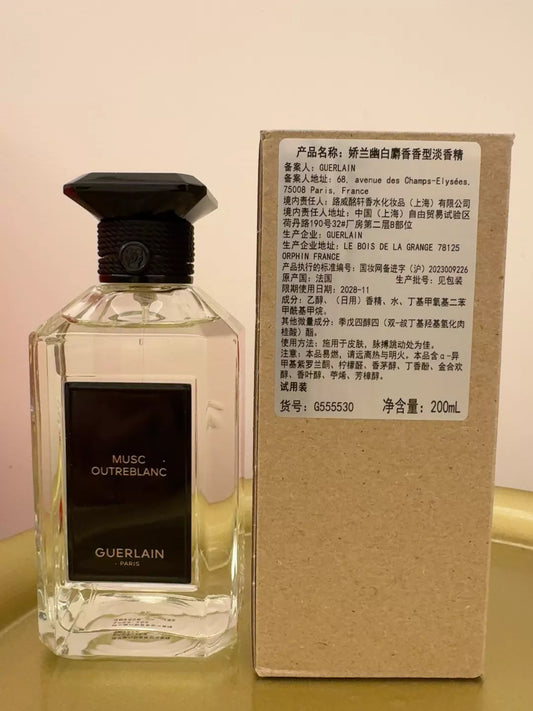 MUSC
OUTREBLANC
GUERLAIN
PARIS
产品名称：娇兰幽白麝香香型淡香精
备案人：GUERLAIN
备案人地址：68, avenue des Champs-Elysées,
75008 Paris, France
境内责任人：路威酩轩香水化妆品（上海）有限公司
境内责任人地址：中国（上海）自由贸易试验区
荷丹路190号32#厂房第二层B部位
生产企业：GUERLAIN
生产企业地址：LE BOIS DE LA GRANGE 78125
ORPHIN FRANCE
产品执行的标准编号：国妆网备进字（沪）2023009226
原产国：法国 生产批号：见包装
限期使用日期：2028-11
成分：乙醇、（日用）香精、水、丁基甲氧基二苯
甲酰基甲烷。
其他微量成分：季戊四醇四（双-叔丁基羟基氢化肉
桂酸）酯。
使用方法：施用于皮肤，脉搏跳动处为佳。
注意：本品易燃，请远离热与明火。本品含α-异
甲基紫罗兰酮、柠檬醛、香茅醇、丁香酚、金合欢
醇、香叶醇、苧烯、芳樟醇。
试用装
货号：G555530 净含量：200mL